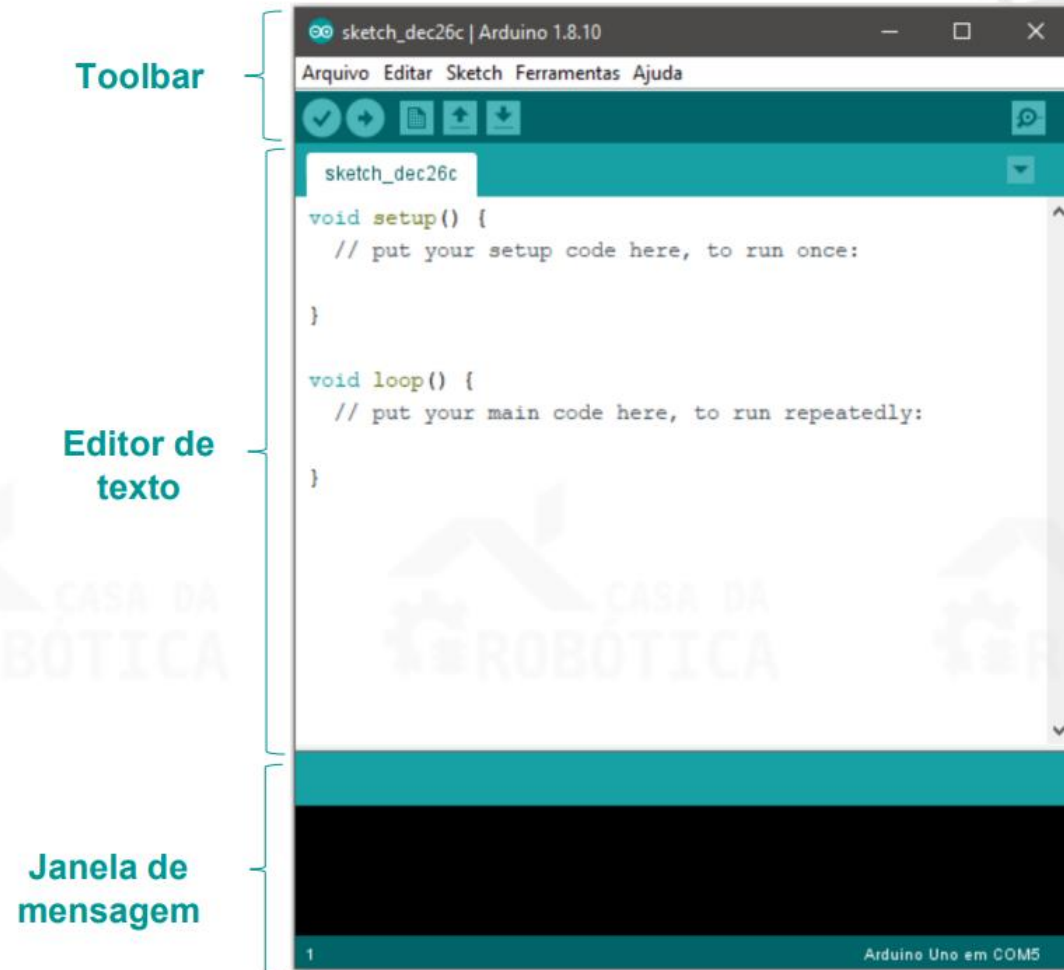 sketch_dec26c | Arduino 1.8.10
Toolbar
Arquivo Editar Sketch Ferramentas Ajuda
sketch_dec26c
void setup() {
// put your setup code here, to run once:
}
void loop() {
// put your main code here, to run repeatedly:
}
Editor de
texto
CASA DA
ROBÓTICA
CASA DA
BÓTICA
R
Janela de
mensagem
1
Arduino Uno em COM5